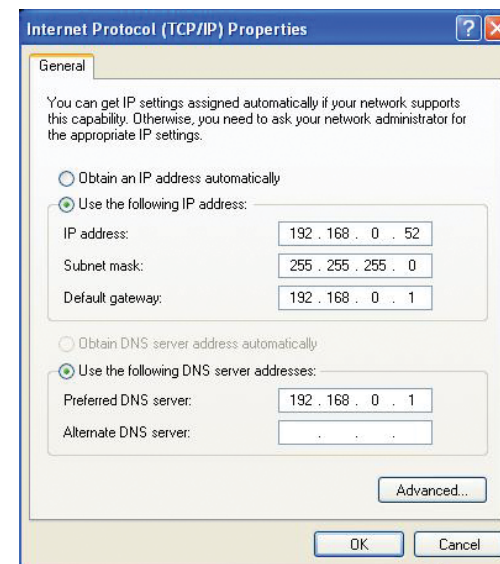 Internet Protocol (TCP/IP) Properties
General
You can get IP settings assigned automatically if your network supports
this capability. Otherwise, you need to ask your network administrator for
the appropriate IP settings.
Obtain an IP address automatically
Use the following IP address:
IP address: 192 . 168 . 0 . 52
Subnet mask: 255 . 255 . 255 . 0
Default gateway: 192 . 168 . 0 . 1
Obtain DNS server address automatically
Use the following DNS server addresses:
Preferred DNS server: 192 . 168 . 0 . 1
Alternate DNS server: . . .
Advanced...
OK Cancel